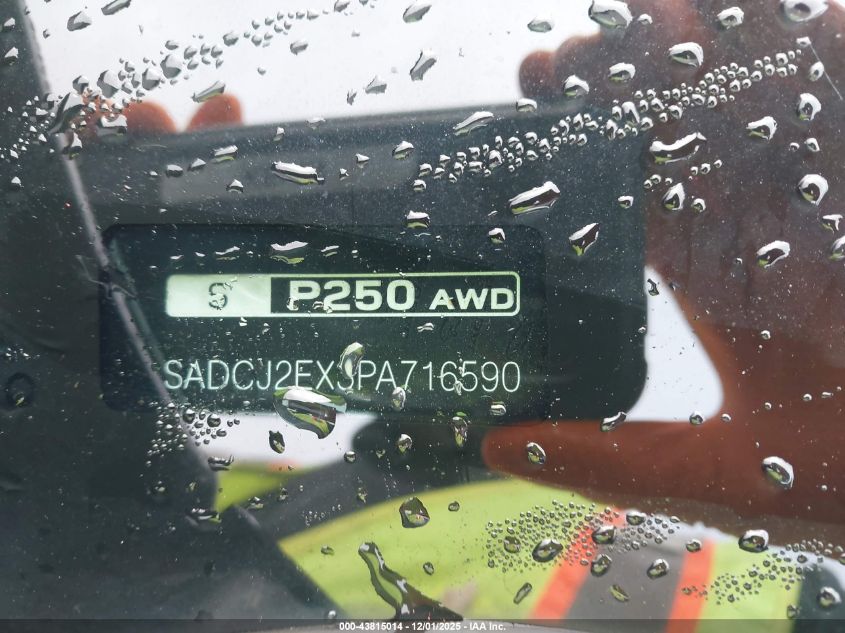 S P250 AWD
SADCJ2EX3PA716590
000-43815014 - 12/01/2025 - IAA Inc.